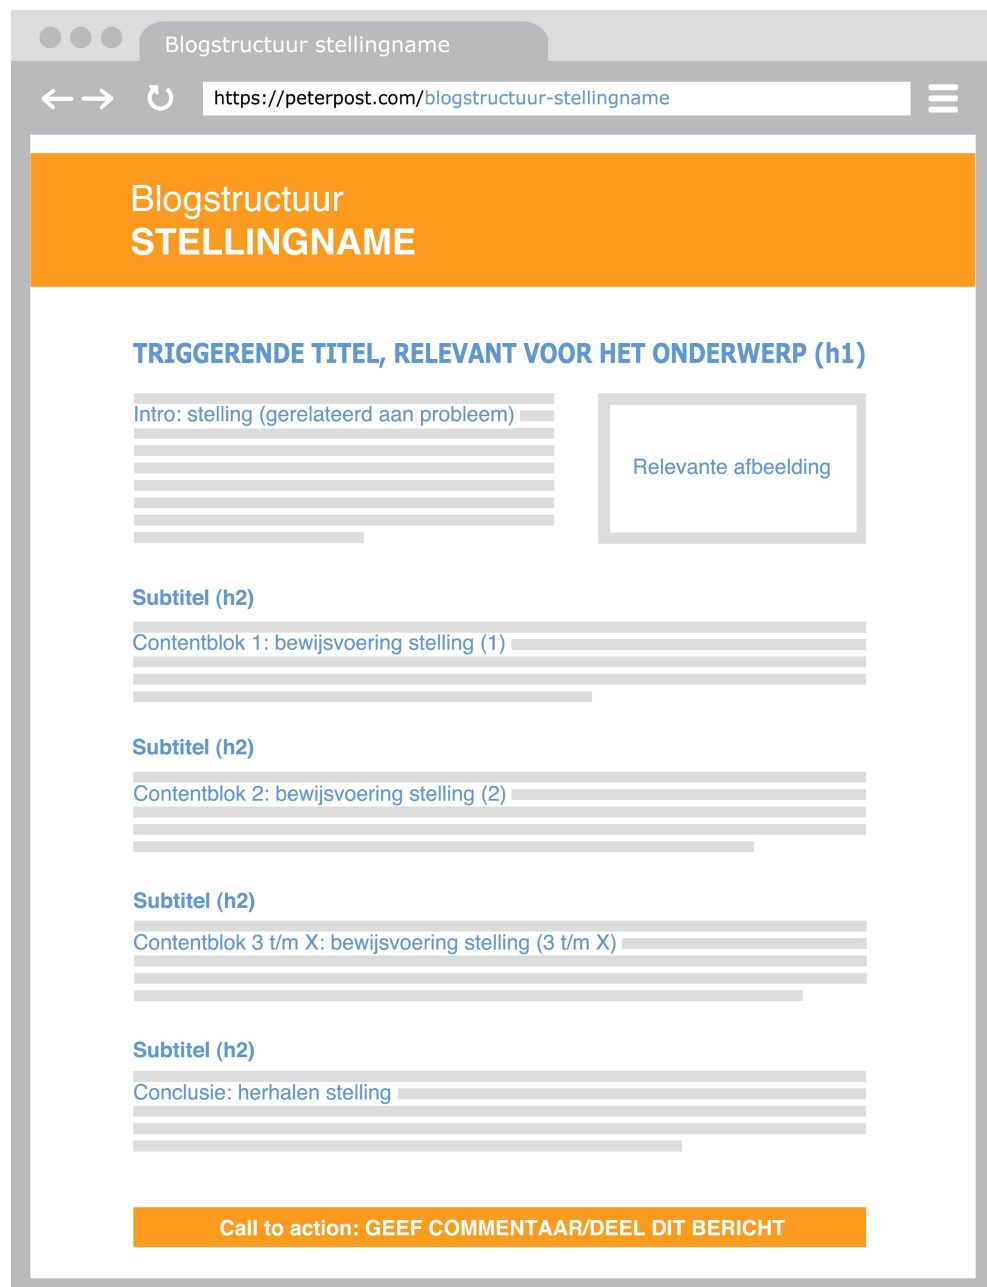 Blogstructuur stellingname
https://peterpost.com/blogstructuur-stellingname
Blogstructuur
STELLINGNAME
TRIGGERENDE TITEL, RELEVANT VOOR HET ONDERWERP (h1)
Intro: stelling (gerelateerd aan probleem)
Relevante afbeelding
Subtitel (h2)
Contentblok 1: bewijsvoering stelling (1)
Subtitel (h2)
Contentblok 2: bewijsvoering stelling (2)
Subtitel (h2)
Contentblok 3 t/m X: bewijsvoering stelling (3 t/m X)
Subtitel (h2)
Conclusie: herhalen stelling
Call to action: GEEF COMMENTAAR/DEEL DIT BERICHT